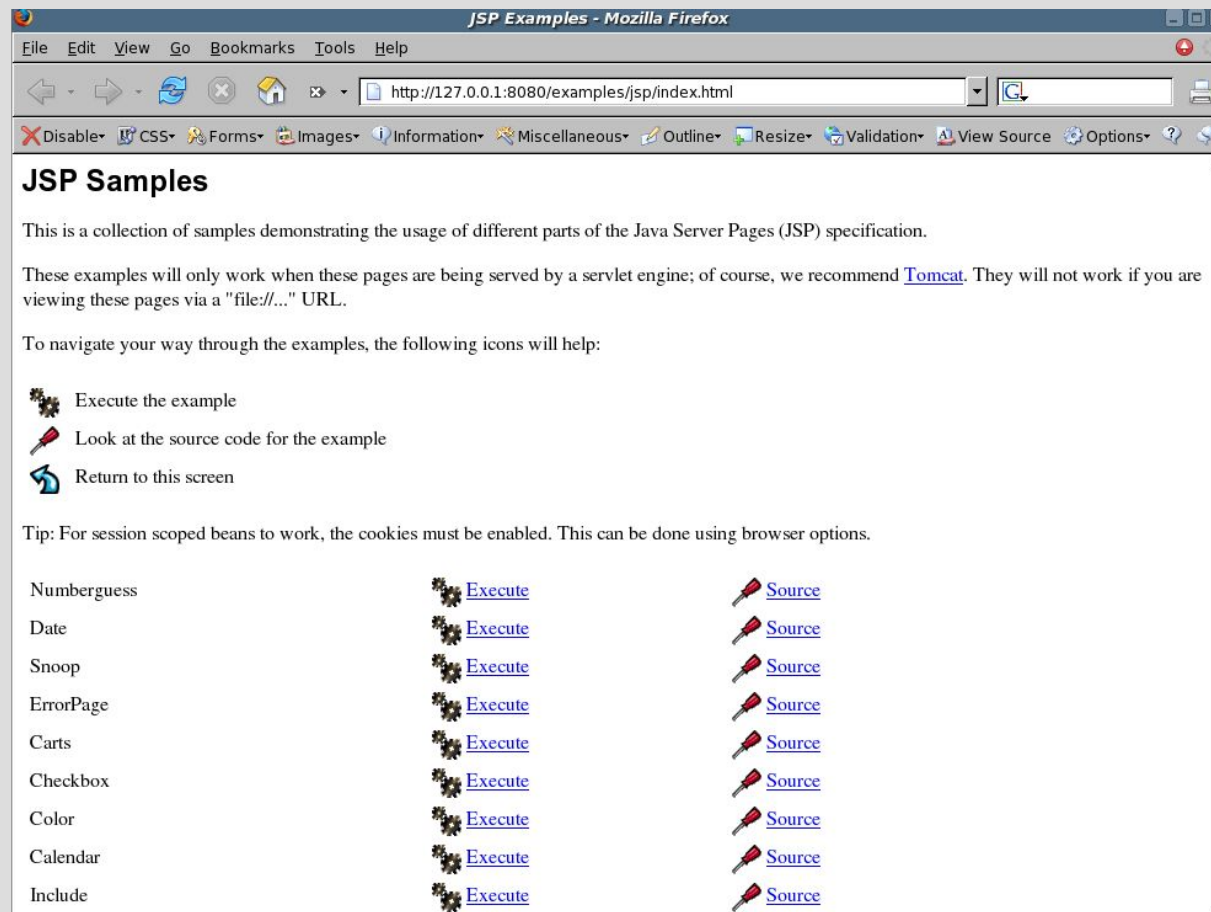 JSP Examples - Mozilla Firefox
File Edit View Go Bookmarks Tools Help
http://127.0.0.1:8080/examples/jsp/index.html G
Disable CSS Forms Images Information Miscellaneous Outline Resize Validation View Source Options
JSP Samples
This is a collection of samples demonstrating the usage of different parts of the Java Server Pages (JSP) specification.
These examples will only work when these pages are being served by a servlet engine; of course, we recommend Tomcat. They will not work if you are
viewing these pages via a "file://..." URL.
To navigate your way through the examples, the following icons will help:
Execute the example
Look at the source code for the example
Return to this screen
Tip: For session scoped beans to work, the cookies must be enabled. This can be done using browser options.
Numberguess Execute Source
Date Execute Source
Snoop Execute Source
ErrorPage Execute Source
Carts Execute Source
Checkbox Execute Source
Color Execute Source
Calendar Execute Source
Include Execute Source